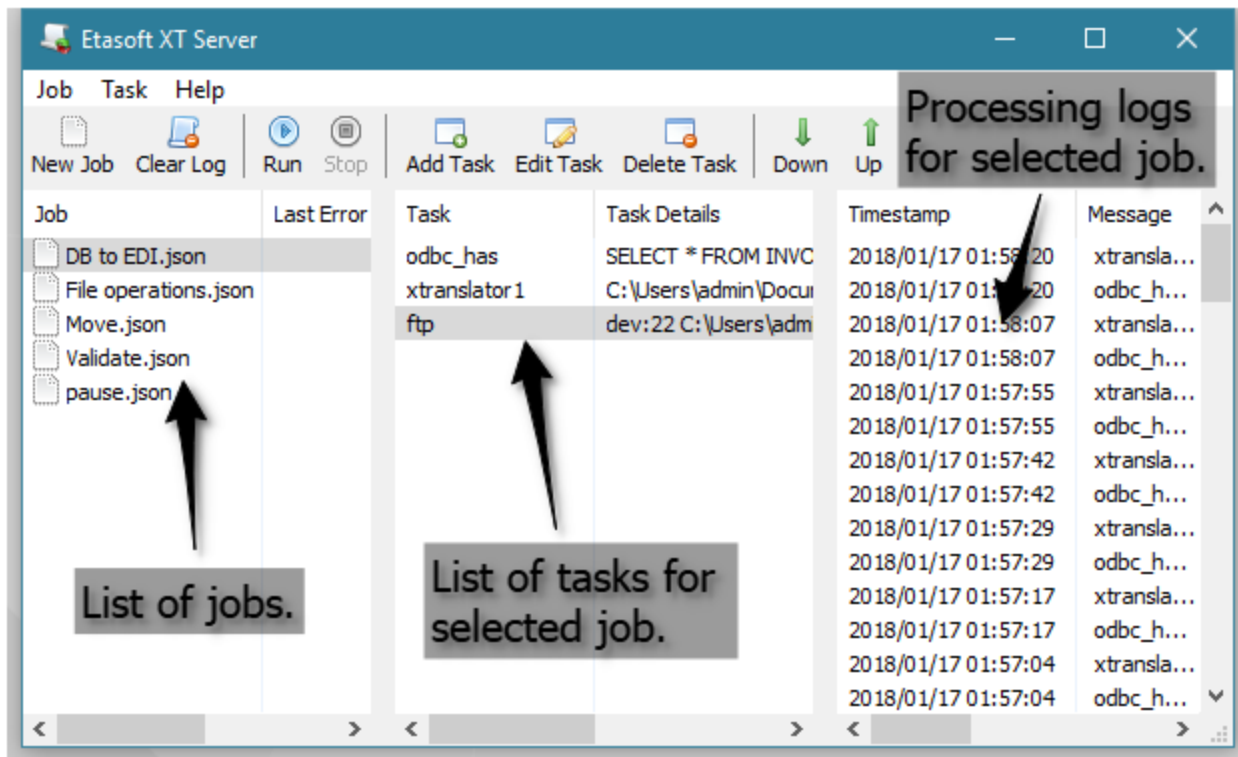 Etasoft XT Server
Job Task Help
New Job Clear Log Run Stop Add Task Edit Task Delete Task Down Up
Processing logs
for selected job.
Job Last Error
DB to EDI.json
File operations.json
Move.json
Validate.json
pause.json
List of jobs.
Task Task Details
odbc_has SELECT * FROM INVO
xtranslator1 C:\Users\admin\Docu
ftp dev:22 C:\Users\adm
List of tasks for
selected job.
Timestamp Message
2018/01/17 01:58:20 xtransla...
2018/01/17 01:58:20 odbc_h...
2018/01/17 01:58:07 xtransla...
2018/01/17 01:58:07 odbc_h...
2018/01/17 01:57:55 xtransla...
2018/01/17 01:57:55 odbc_h...
2018/01/17 01:57:42 xtransla...
2018/01/17 01:57:42 odbc_h...
2018/01/17 01:57:29 xtransla...
2018/01/17 01:57:29 odbc_h...
2018/01/17 01:57:17 xtransla...
2018/01/17 01:57:17 odbc_h...
2018/01/17 01:57:04 xtransla...
2018/01/17 01:57:04 odbc_h...